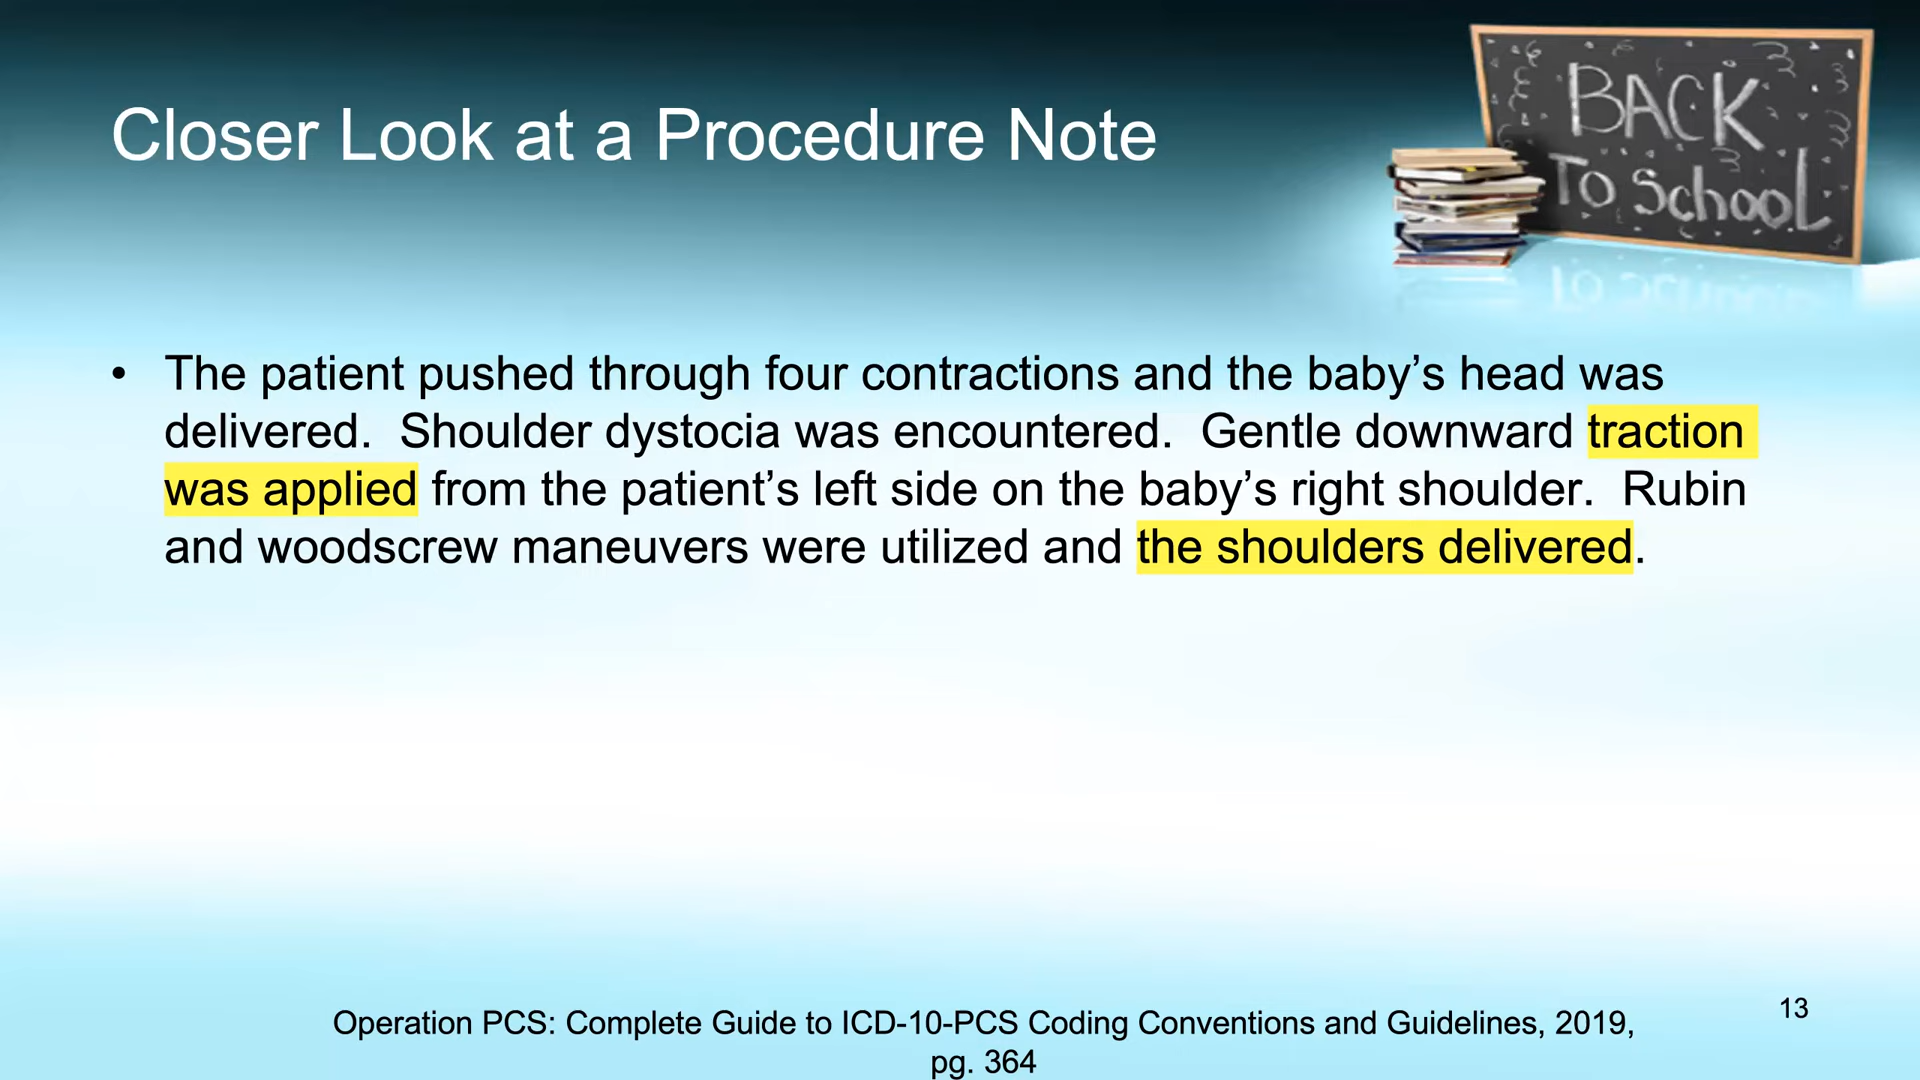 BACK
TO SchooL
Closer Look at a Procedure Note
• The patient pushed through four contractions and the baby’s head was
delivered.  Shoulder dystocia was encountered.  Gentle downward traction
was applied from the patient’s left side on the baby’s right shoulder.  Rubin
and woodscrew maneuvers were utilized and the shoulders delivered.
13
Operation PCS: Complete Guide to ICD-10-PCS Coding Conventions and Guidelines, 2019,
pg. 364